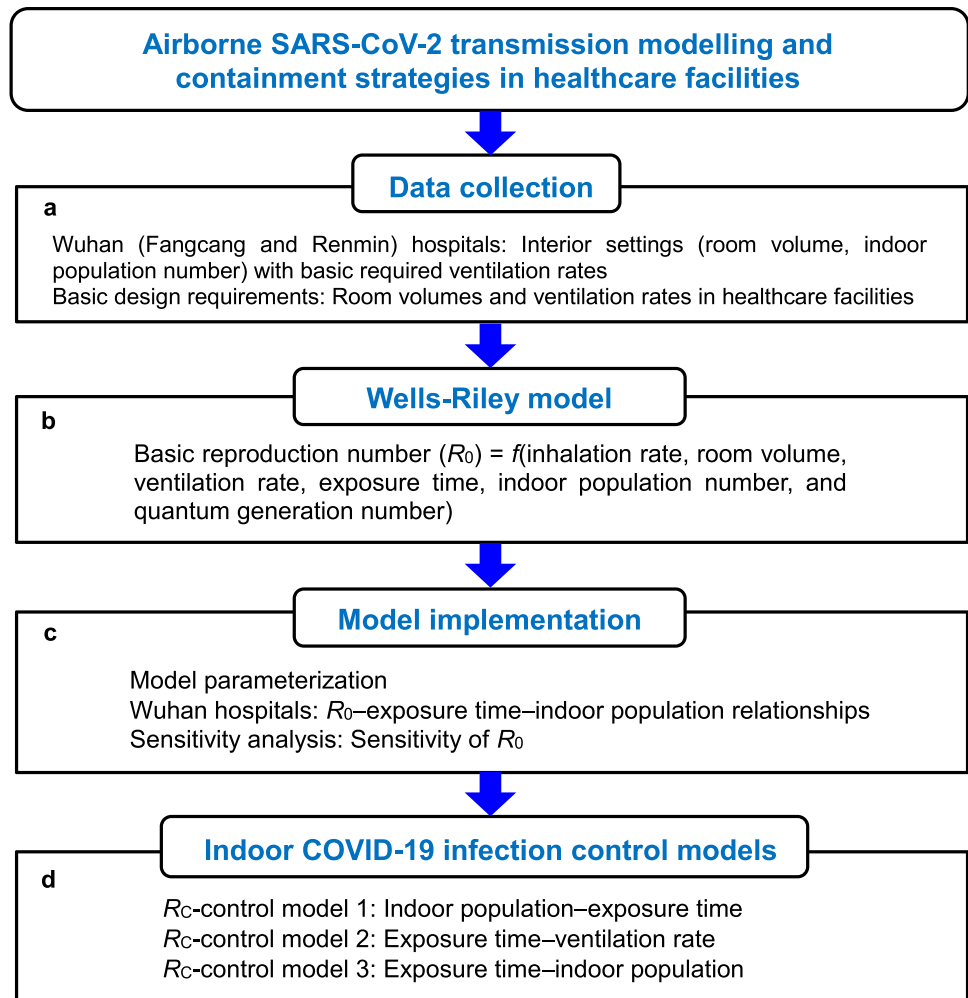 Airborne SARS-CoV-2 transmission modelling and
containment strategies in healthcare facilities
Data collection
a
Wuhan (Fangcang and Renmin) hospitals: Interior settings (room volume, indoor
population number) with basic required ventilation rates
Basic design requirements: Room volumes and ventilation rates in healthcare facilities
Wells-Riley model
b
Basic reproduction number (R0) = f(inhalation rate, room volume,
ventilation rate, exposure time, indoor population number, and
quantum generation number)
Model implementation
c
Model parameterization
Wuhan hospitals: R0–exposure time–indoor population relationships
Sensitivity analysis: Sensitivity of R0
Indoor COVID-19 infection control models
d
RC-control model 1: Indoor population–exposure time
RC-control model 2: Exposure time–ventilation rate
RC-control model 3: Exposure time–indoor population